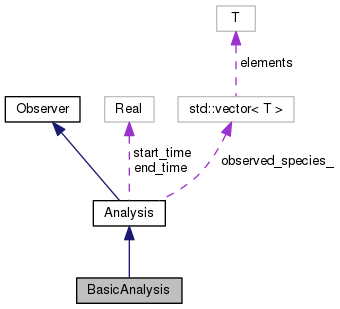 T
elements
Observer
Real
std::vector< T >
start_time
end_time
observed_species_
Analysis
BasicAnalysis